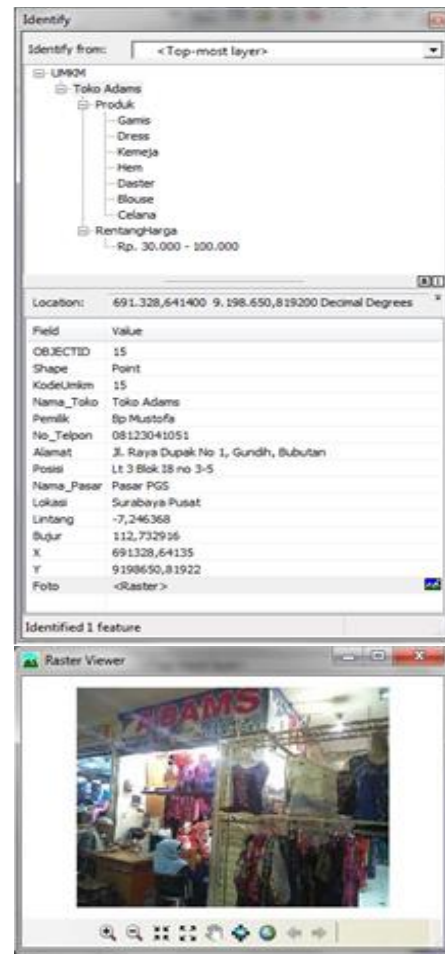 Identify
Identify from: <Top-most layer>
UMKM
Toko Adams
Produk
Gamis
Dress
Kemeja
Hem
Daster
Blouse
Celana
RentangHarga
Rp. 30.000 - 100.000
Location: 691.328,641400 9.198.650,819200 Decimal Degrees
Field Value
OBJECTID 15
Shape Point
KodeUmkm 15
Nama_Toko Toko Adams
Pemilik Bp Mustofa
No_Telpon 08123041051
Alamat Jl. Raya Dupak No 1, Gundih, Bubutan
Posisi Lt 3 Blok I8 no 3-5
Nama_Pasar Pasar PGS
Lokasi Surabaya Pusat
Lintang -7,246368
Bujur 112,732916
X 691328,64135
Y 9198650,81922
Foto <Raster>
Identified 1 feature
Raster Viewer
ADAMS